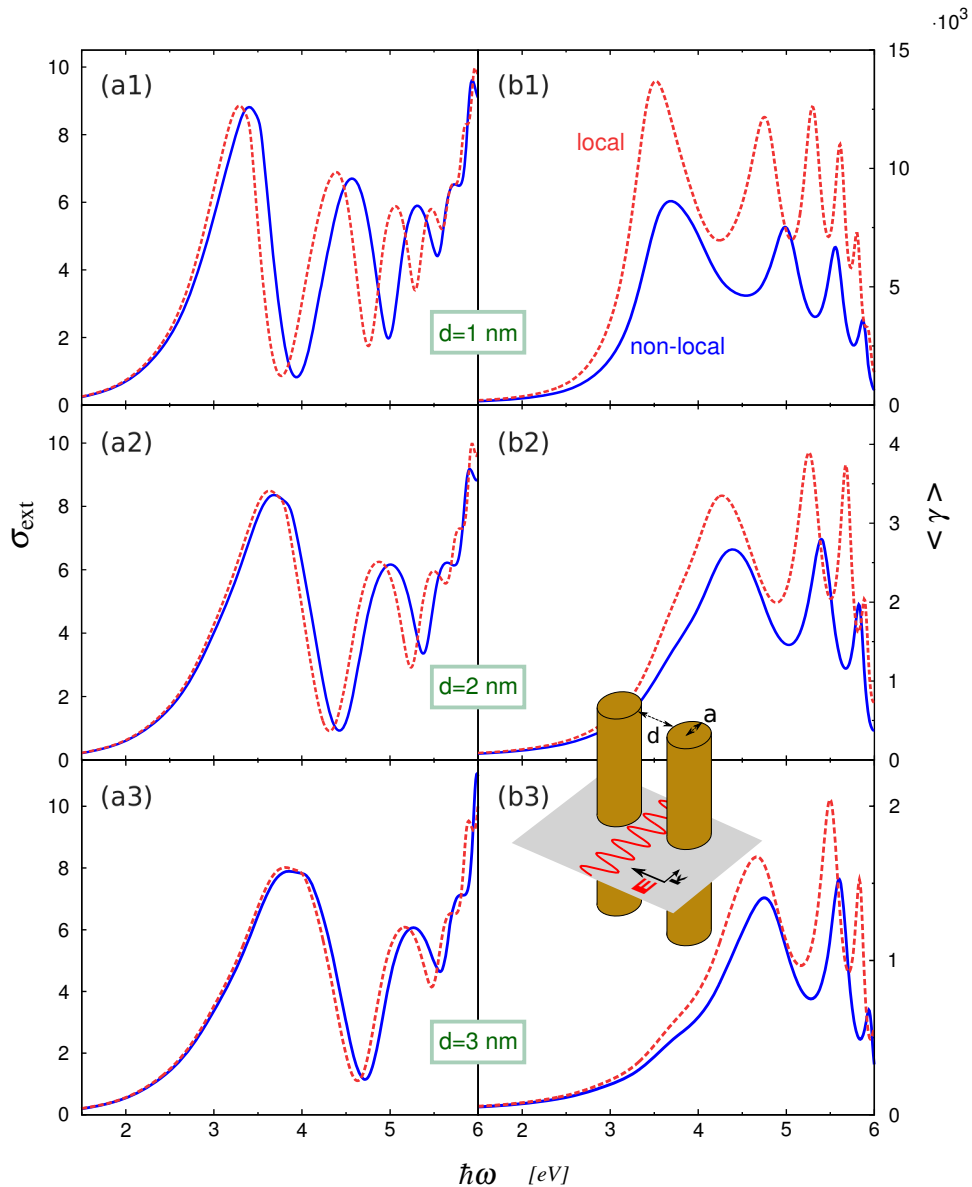 ·10³
(a1)
(b1)
10
8
6
4
2
0
15
10
5
0
local
non-local
d=1 nm
(a2)
(b2)
10
8
6
4
2
0
4
3
2
1
0
σext
< γ >
d=2 nm
a
d
(a3)
(b3)
10
8
6
4
2
0
2
1
0
E
k
d=3 nm
2 3 4 5 6 2 3 4 5 6
ħω [eV]